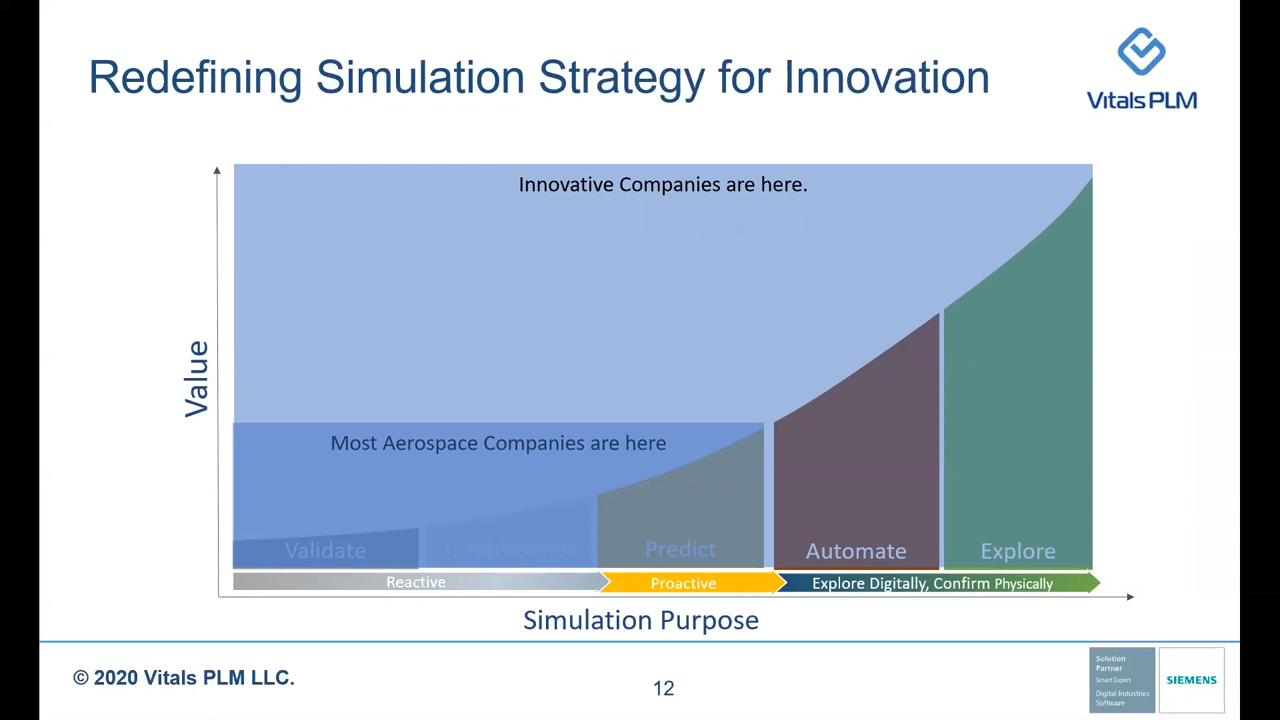 Redefining Simulation Strategy for Innovation
Vitals PLM
Innovative Companies are here.
Value
Most Aerospace Companies are here
Validate
Troubleshoot
Predict
Automate
Explore
Reactive
Proactive
Explore Digitally, Confirm Physically
Simulation Purpose
© 2020 Vitals PLM LLC.
12
Solution
Partner
Smart Expert
Digital Industries
Software
SIEMENS